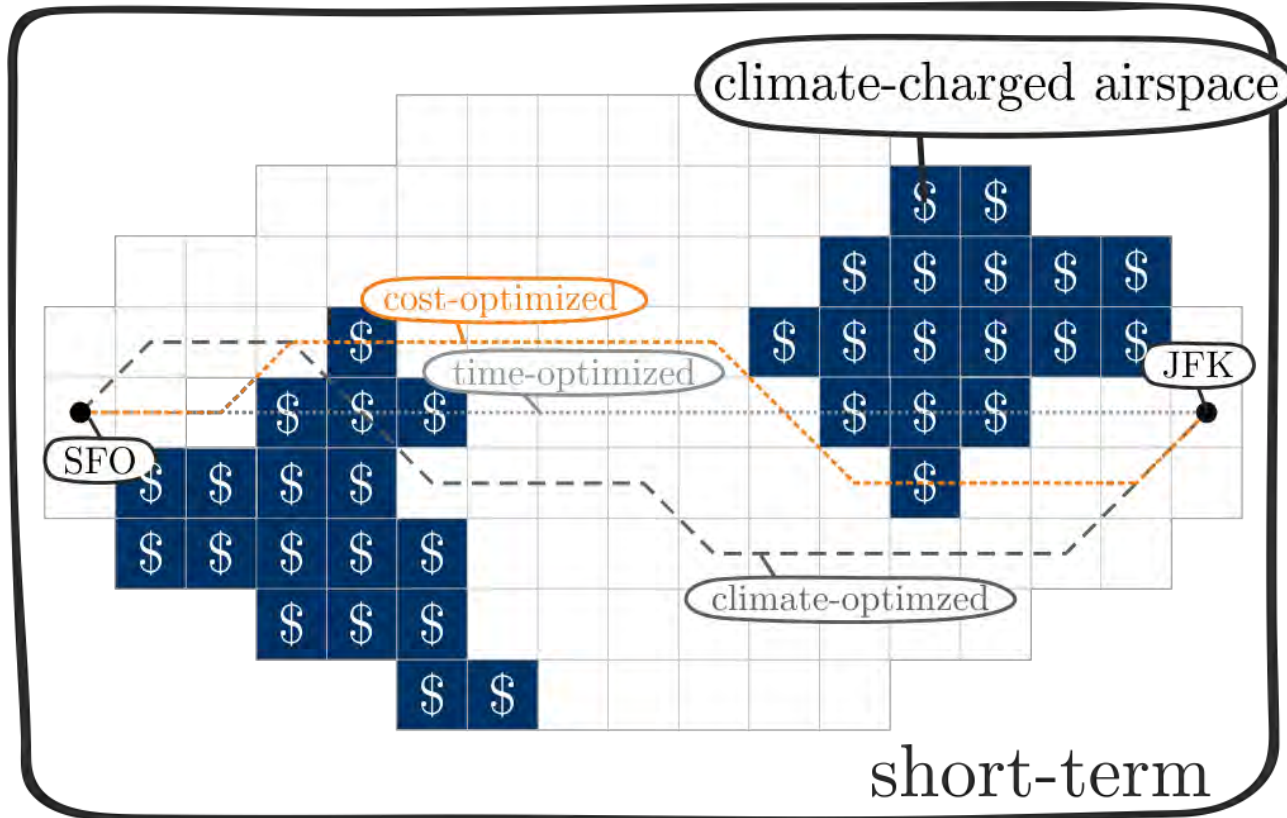 climate-charged airspace
$ $
$ $ $ $ $
cost-optimized
$ $ $ $ $ $ $
time-optimized
JFK
$ $ $ $ $ $
SFO
$ $ $ $ $
$ $ $ $ $
climate-optimzed
$ $ $
$ $
short-term